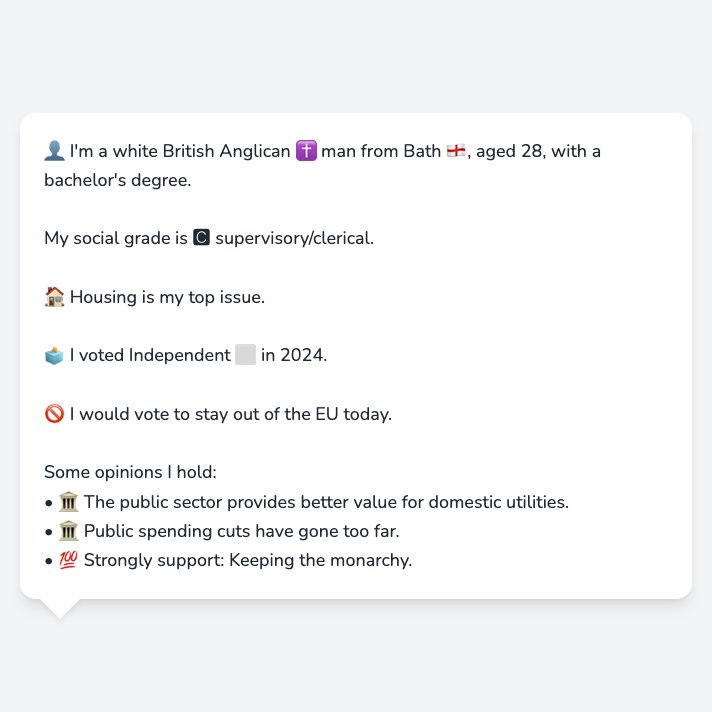 👤 I'm a white British Anglican ✝️ man from Bath 🏴󠁧󠁢󠁥󠁮󠁧󠁿, aged 28, with a
bachelor's degree.
My social grade is 🅲 supervisory/clerical.
🏠 Housing is my top issue.
🗳️ I voted Independent ⬜ in 2024.
🚫 I would vote to stay out of the EU today.
Some opinions I hold:
• 🏛️ The public sector provides better value for domestic utilities.
• 🏛️ Public spending cuts have gone too far.
• 💯 Strongly support: Keeping the monarchy.